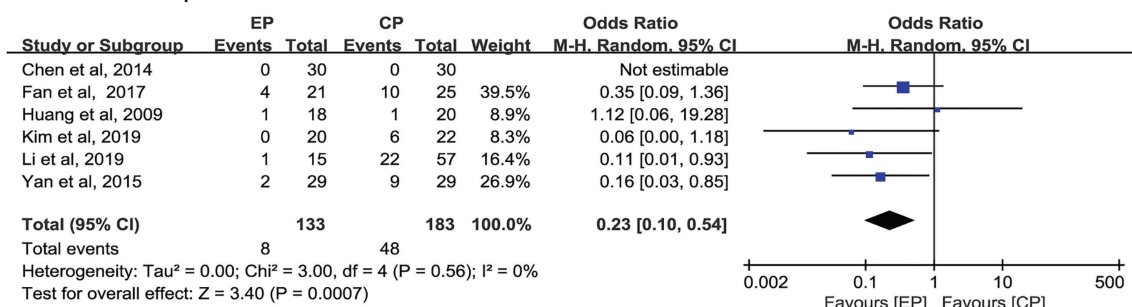 EP CP Odds Ratio Odds Ratio
Study or Subgroup Events Total Events Total Weight M-H, Random, 95% CI M-H, Random, 95% CI
Chen et al, 2014 0 30 0 30 Not estimable
Fan et al, 2017 4 21 10 25 39.5% 0.35 [0.09, 1.36]
Huang et al, 2009 1 18 1 20 8.9% 1.12 [0.06, 19.28]
Kim et al, 2019 0 20 6 22 8.3% 0.06 [0.00, 1.18]
Li et al, 2019 1 15 22 57 16.4% 0.11 [0.01, 0.93]
Yan et al, 2015 2 29 9 29 26.9% 0.16 [0.03, 0.85]
Total (95% CI) 133 183 100.0% 0.23 [0.10, 0.54]
Total events 8 48
Heterogeneity: Tau² = 0.00; Chi² = 3.00, df = 4 (P = 0.56); I² = 0%
Test for overall effect: Z = 3.40 (P = 0.0007)
0.002 0.1 1 10 500
Favours [EP] Favours [CP]